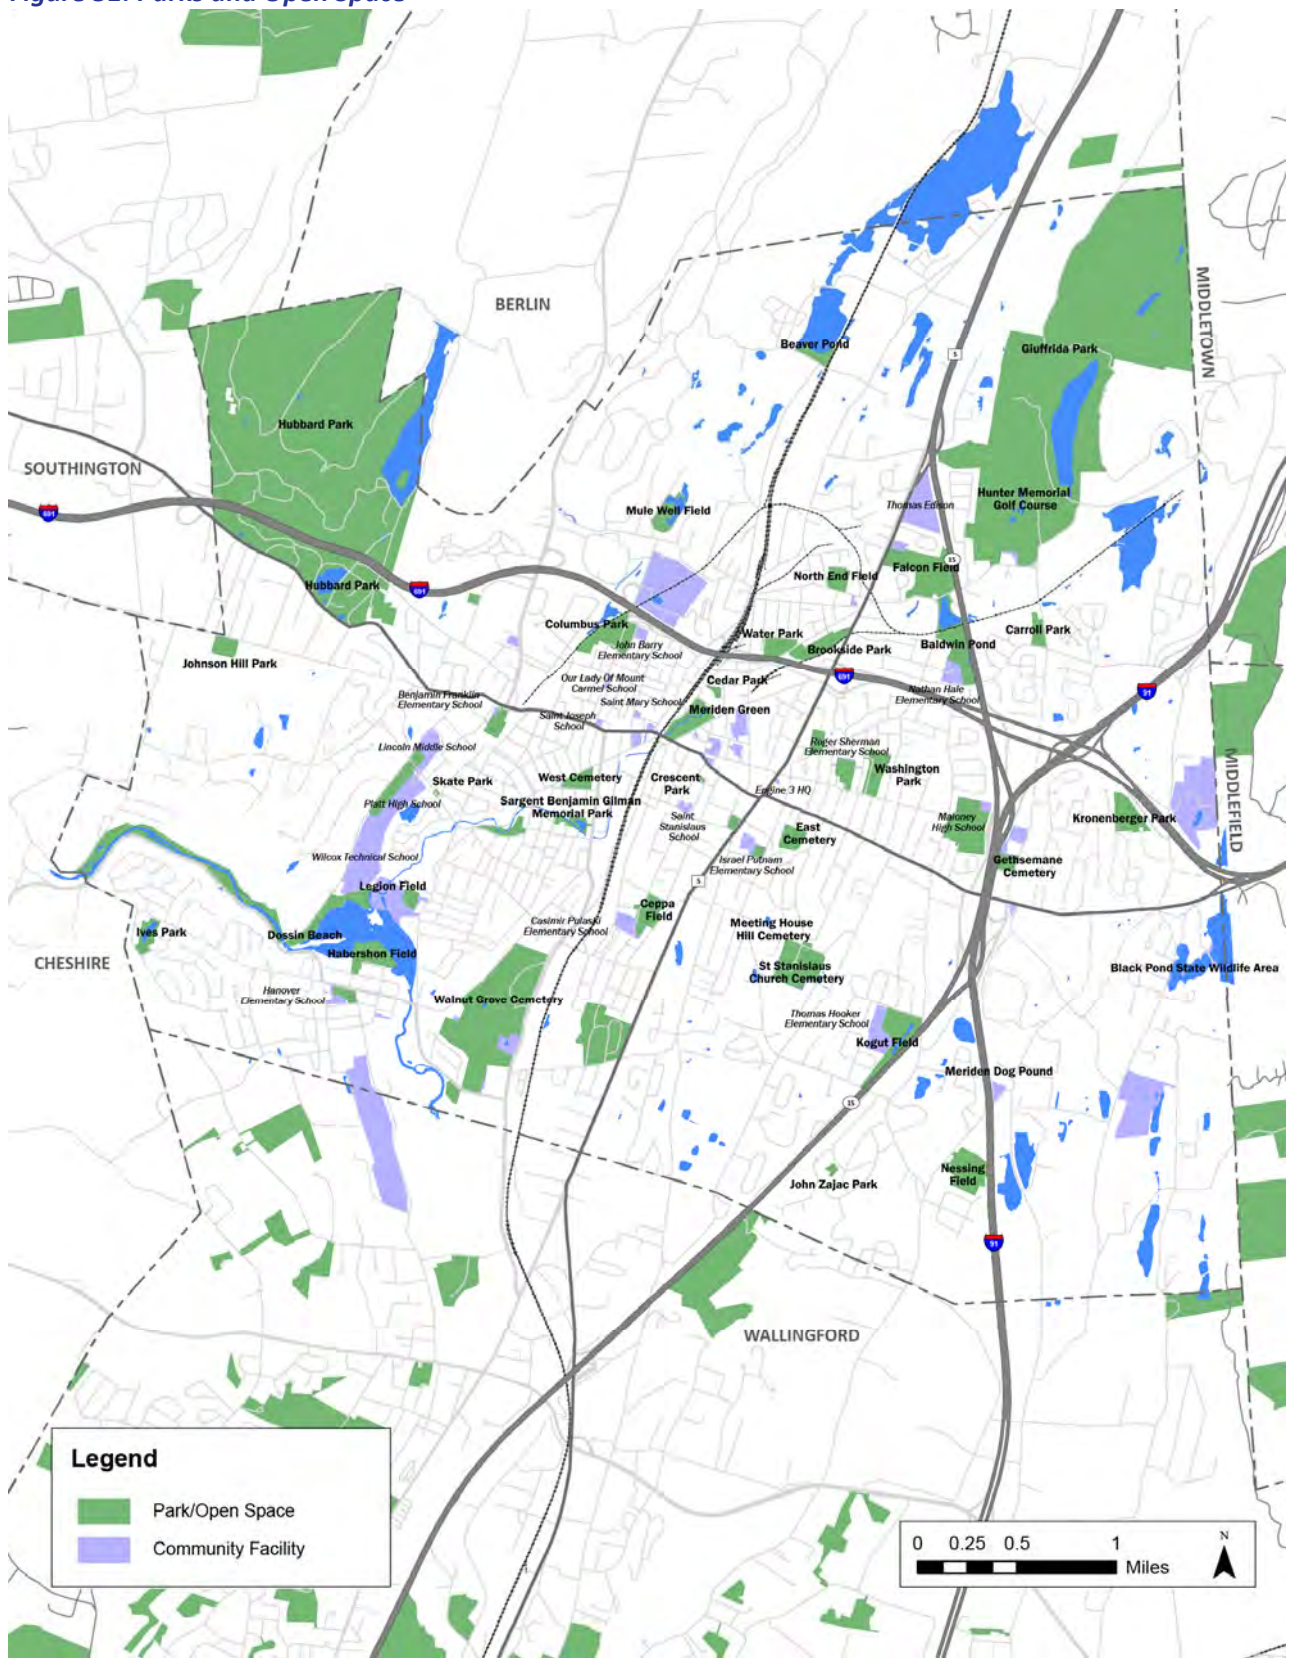 BERLIN
MIDDLETOWN
Beaver Pond
5
Giuffrida Park
Hubbard Park
SOUTHINGTON
691
Mule Well Field
Thomas Edison
Hunter Memorial
Golf Course
Hubbard Park
691
North End Field
Falcon Field
15
Columbus Park
John Barry
Elementary School
Water Park
Brookside Park
Baldwin Pond
Carroll Park
Johnson Hill Park
Our Lady Of Mount
Carmel School
Cedar Park
691
91
Benjamin Franklin
Elementary School
Saint Mary School
Meriden Green
Nathan Hale
Elementary School
Saint Joseph
School
Lincoln Middle School
Roger Sherman
Elementary School
Washington
Park
MIDDLEFIELD
Skate Park
West Cemetery
Crescent
Park
Engine 3 HQ
Platt High School
Sargent Benjamin Gilman
Memorial Park
Saint
Stanislaus
School
East
Cemetery
Maloney
High School
Kronenberger Park
Wilcox Technical School
Israel Putnam
Elementary School
Gethsemane
Cemetery
Legion Field
5
Ceppa
Field
Casimir Pulaski
Elementary School
Meeting House
Hill Cemetery
Ives Park
Dossin Beach
Habershon Field
CHESHIRE
St Stanislaus
Church Cemetery
Black Pond State Wildlife Area
Hanover
Elementary School
Walnut Grove Cemetery
Thomas Hooker
Elementary School
Kogut Field
Meriden Dog Pound
15
John Zajac Park
Nessing
Field
91
WALLINGFORD
Legend
Park/Open Space
Community Facility
0 0.25 0.5 1
Miles
N